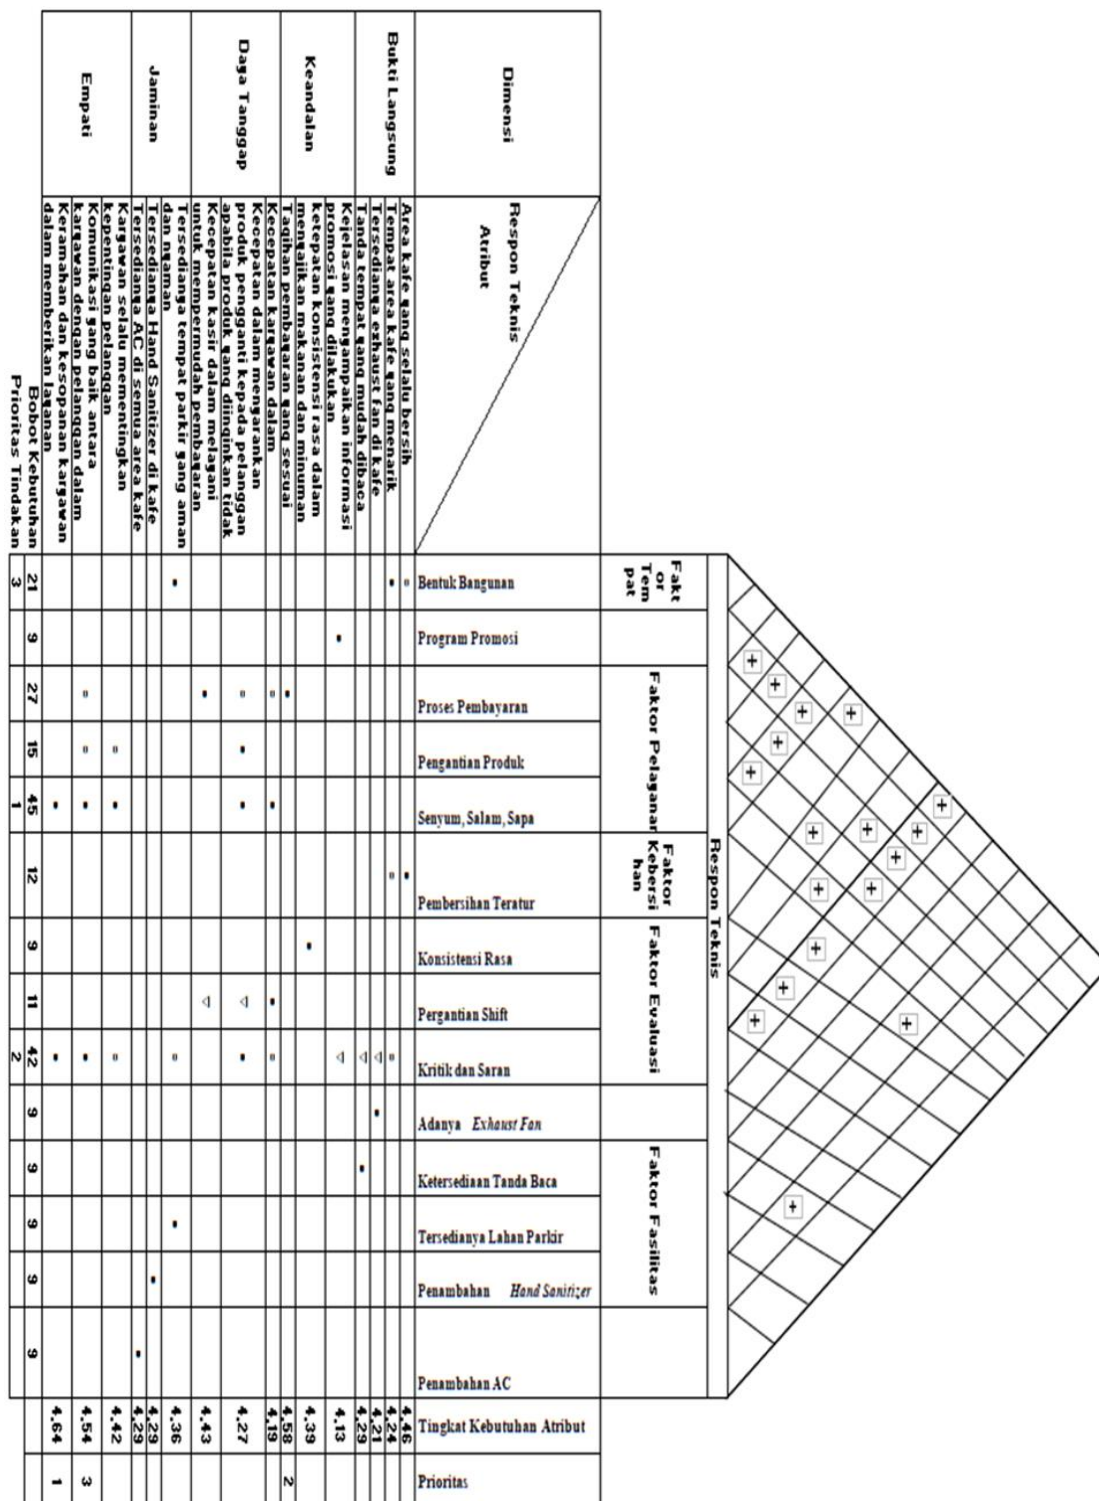 Respon Teknis
Fakt
or
Tem
pat
Faktor Pelayanar
Faktor
Kebersi
han
Faktor Evaluasi
Faktor Fasilitas
Dimensi
Respon Teknis
Atribut
Bentuk Bangunan
Program Promosi
Proses Pembayaran
Pengantian Produk
Senyum, Salam, Sapa
Pembersihan Teratur
Konsistensi Rasa
Pergantian Shift
Kritik dan Saran
Adanya Exhaust Fan
Ketersediaan Tanda Baca
Tersedianya Lahan Parkir
Penambahan Hand Sanitizer
Penambahan AC
Tingkat Kebutuhan Atribut
Prioritas
Bukti Langsung
Area kafe yang selalu bersih
4.46
Tempat area kafe yang menarik
4.24
Tersedianya exhaust fan di kafe
4.21
Tanda tempat yang mudah dibaca
4.29
Keandalan
Kejelasan menyampaikan informasi
promosi yang dilakukan
4.13
ketepatan konsistensi rasa dalam
menyajikan makanan dan minuman
4.39
Tagihan pembayaran yang sesuai
4.58 2
Daya Tanggap
Kecepatan karyawan dalam
4.19
Kecepatan dalam menyarankan
produk pengganti kepada pelanggan
apabila produk yang diinginkan tidak
4.27
Kecepatan kasir dalam melayani
untuk mempermudah pembayaran
4.43
Jaminan
Tersedianya tempat parkir yang aman
dan nyaman
4.36
Tersedianya Hand Sanitizer di kafe
4.29
Tersedianya AC di semua area kafe
4.29
Empati
Karyawan selalu mementingkan
kepentingan pelanggan
4.42
Komunikasi yang baik antara
karyawan dengan pelanggan dalam
4.54 3
Keramahan dan kesopanan karyawan
dalam memberikan layanan
4.64 1
Bobot Kebutuhan 21 9 27 15 45 12 9 11 42 9 9 9 9 9
Prioritas Tindakan 3 1 2